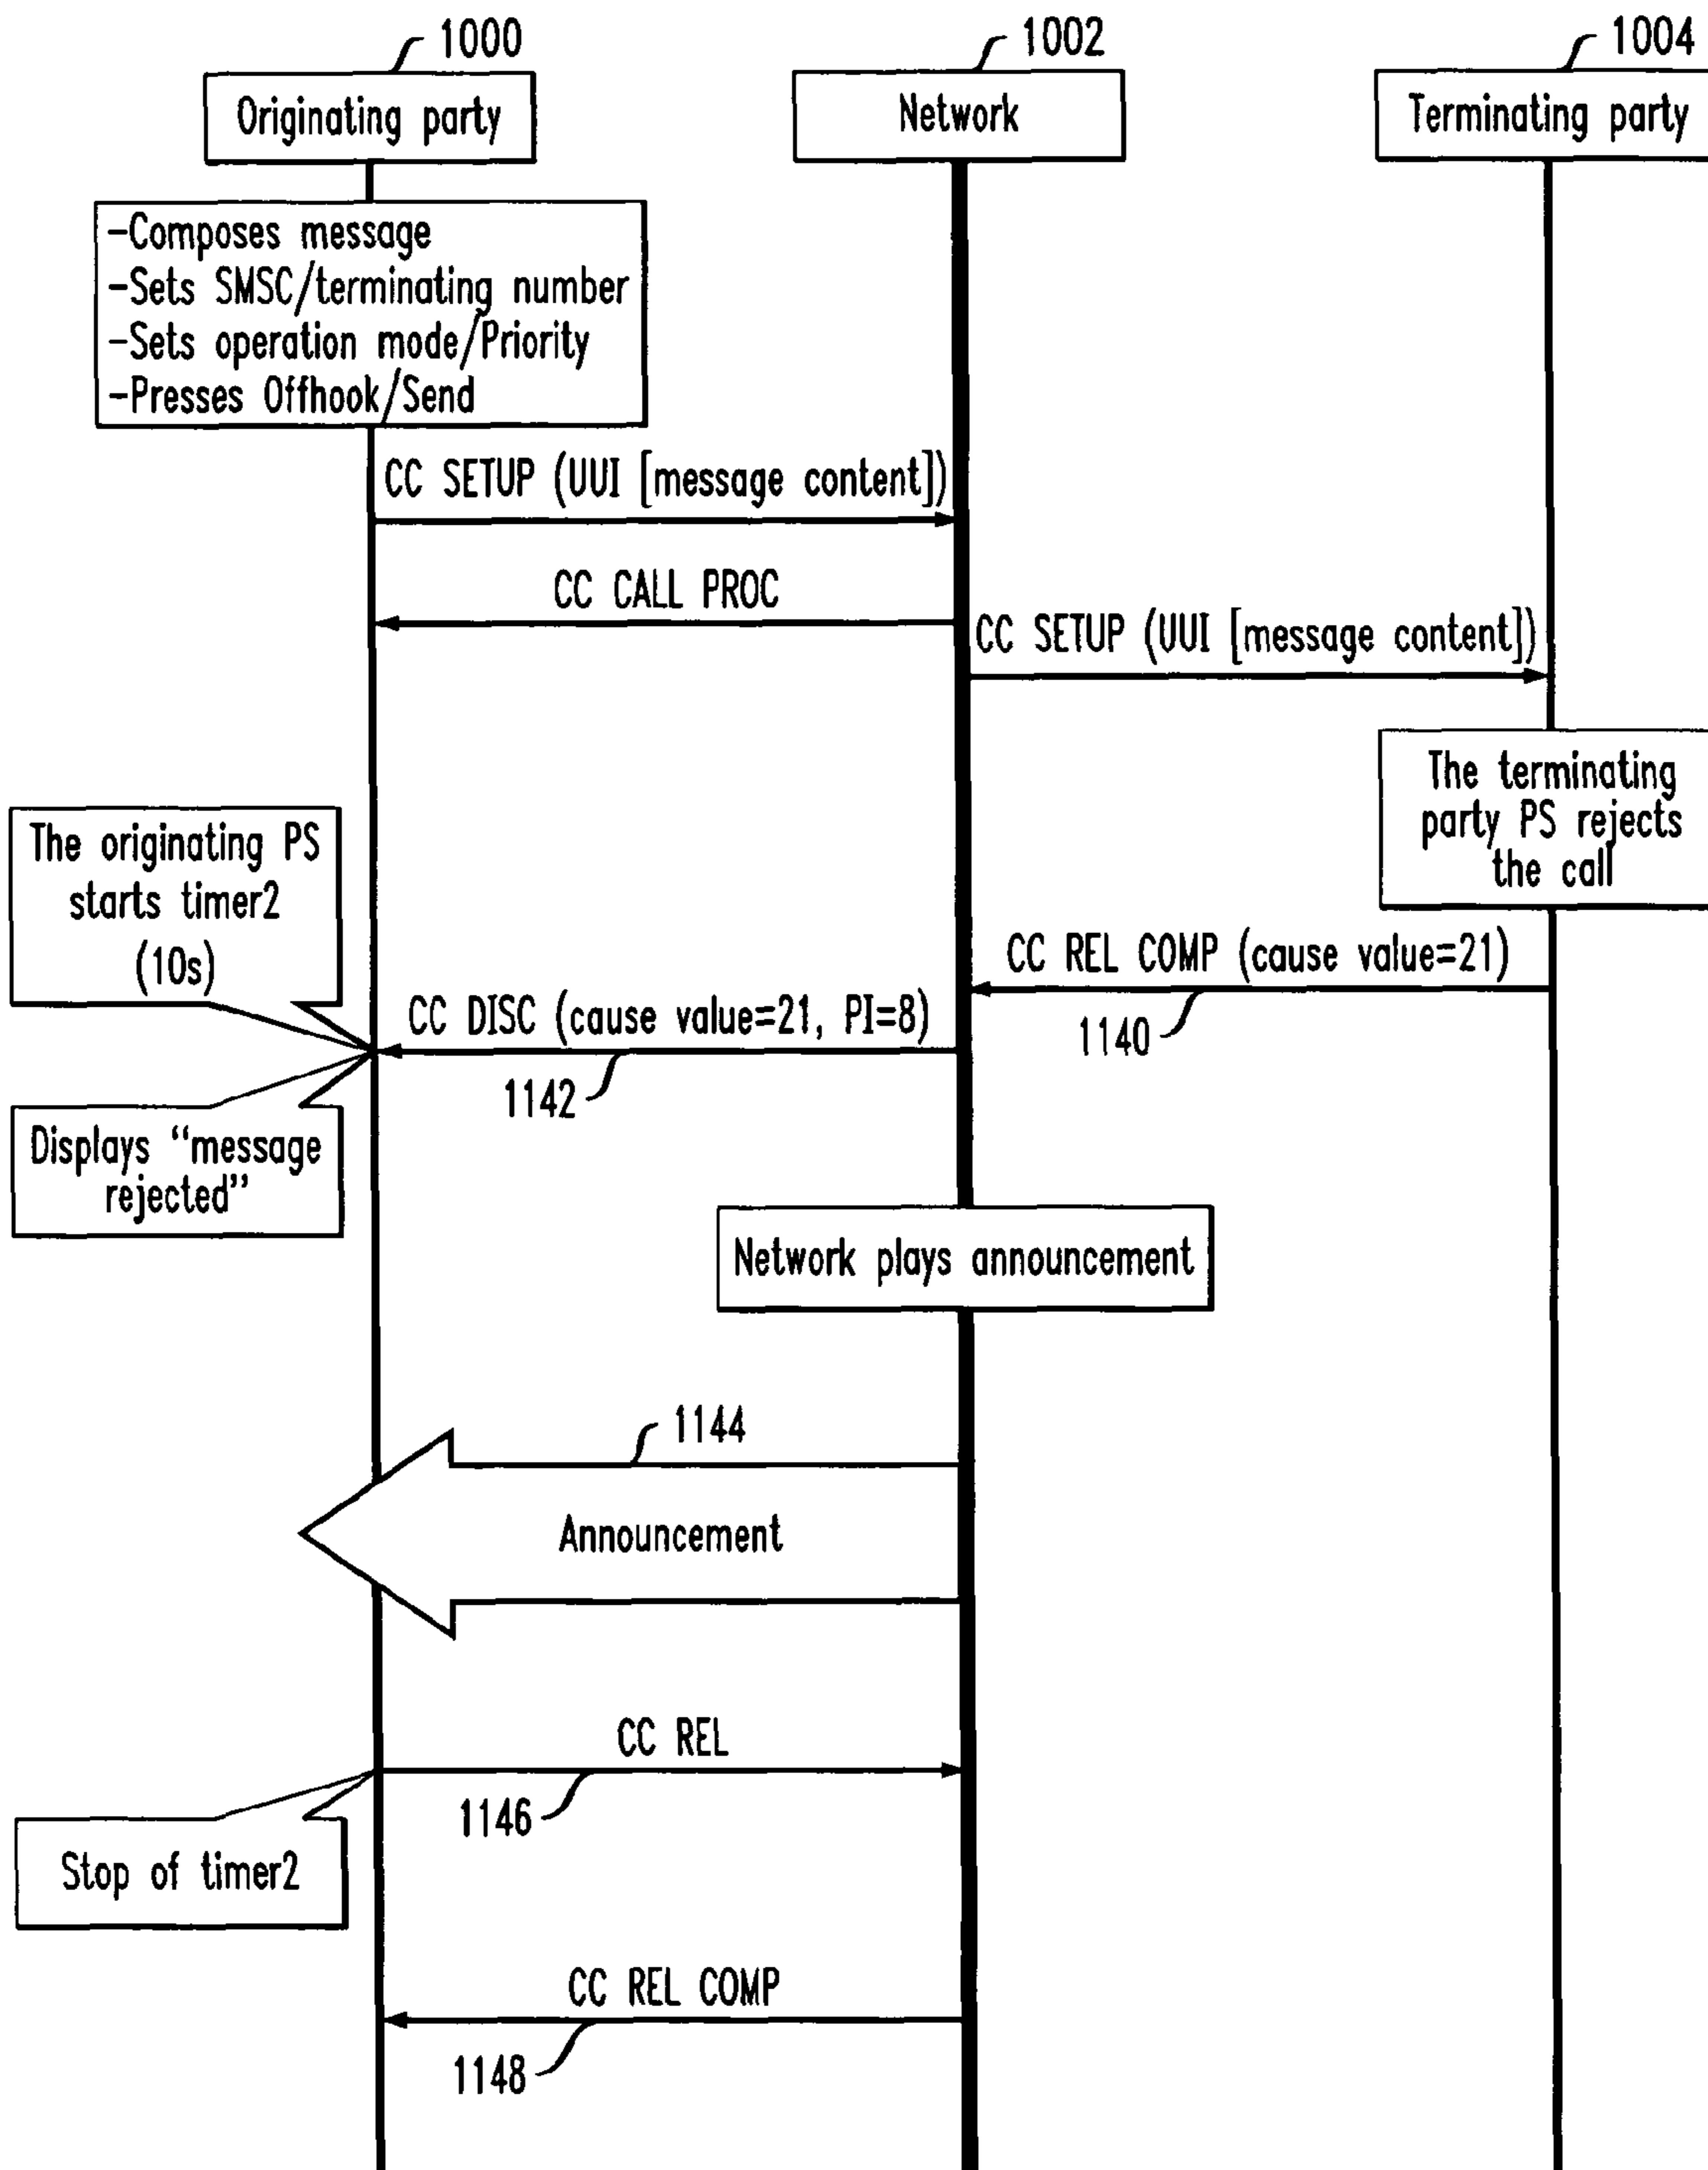 1000
1002
1004
Originating party
Network
Terminating party
-Composes message
-Sets SMSC/terminating number
-Sets operation mode/Priority
-Presses Offhook/Send
CC SETUP (UUI [message content])
CC CALL PROC
CC SETUP (UUI [message content])
The terminating
party PS rejects
the call
The originating PS
starts timer2
(10s)
CC REL COMP (cause value=21)
1140
CC DISC (cause value=21, PI=8)
1142
Displays “message
rejected”
Network plays announcement
1144
Announcement
CC REL
1146
Stop of timer2
CC REL COMP
1148